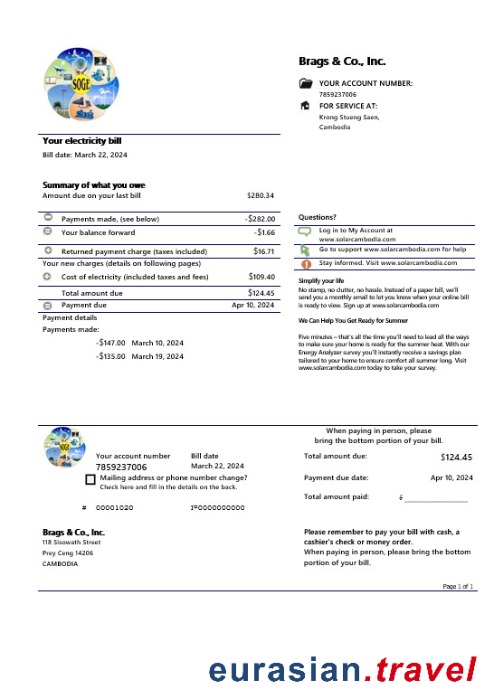 SOGE
Brags & Co., Inc.
YOUR ACCOUNT NUMBER:
7859237006
FOR SERVICE AT:
Krong Stueng Saen,
Cambodia
Your electricity bill
Bill date: March 22, 2024
Summary of what you owe
Amount due on your last bill $280.34
Payments made, (see below) -$282.00
Your balance forward -$1.66
Returned payment charge (taxes included) $16.71
Your new charges (details on following pages)
Cost of electricity (included taxes and fees) $109.40
Total amount due $124.45
Payment due Apr 10, 2024
Payment details
Payments made:
-$147.00 March 10, 2024
-$135.00 March 19, 2024
Questions?
Log in to My Account at
www.solarcambodia.com
Go to support www.solarcambodia.com for help
Stay informed. Visit www.solarcambodia.com
Simplify your life
No stamp, no clutter, no hassle. Instead of a paper bill, we'll
send you a monthly email to let you know when your online bill
is ready to view. Sign up at www.solarcambodia.com
We Can Help You Get Ready for Summer
Five minutes – that's all the time you'll need to lead all the ways
to make sure your home is ready for the summer heat. With our
Energy Analyzer survey you'll instantly receive a savings plan
tailored to your home to ensure comfort all summer long. Visit
www.solarcambodia.com today to take your survey.
Your account number Bill date
7859237006 March 22, 2024
Mailing address or phone number change?
Check here and fill in the details on the back.
# 00001020
Brags & Co., Inc.
118 Sisowath Street
Prey Ceng 14206
CAMBODIA
When paying in person, please
bring the bottom portion of your bill.
Total amount due: $124.45
Payment due date: Apr 10, 2024
Total amount paid:
Please remember to pay your bill with cash, a
cashier's check or money order.
When paying in person, please bring the bottom
portion of your bill.
Page 1 of 1
eurasian.travel